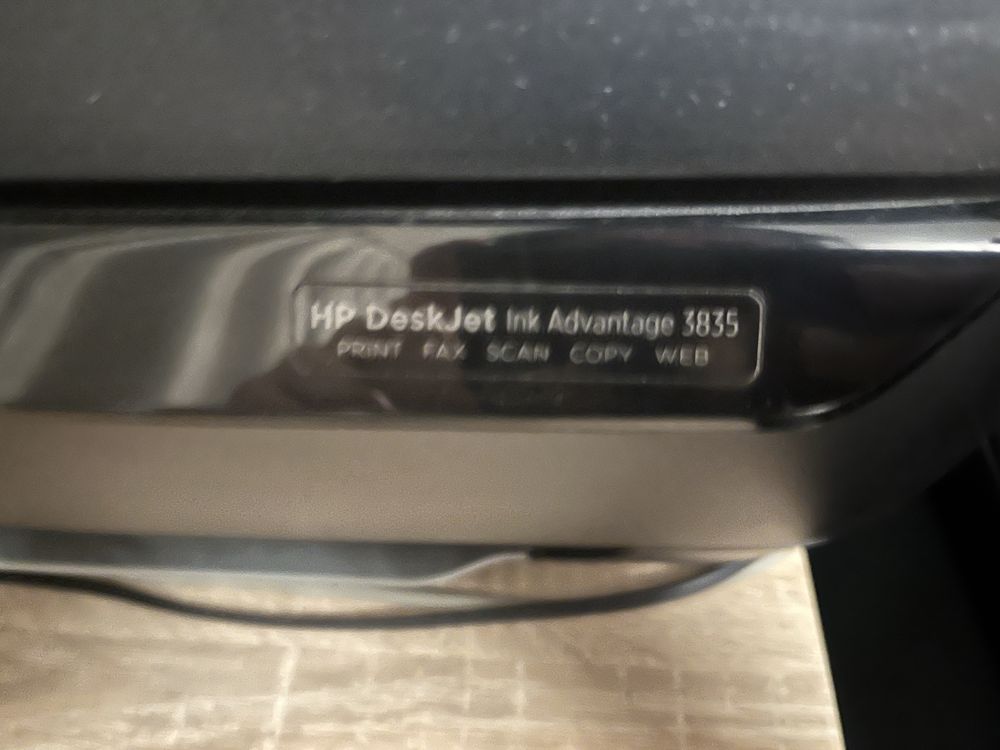 HP DeskJet Ink Advantage 3835
PRINT FAX SCAN COPY WEB